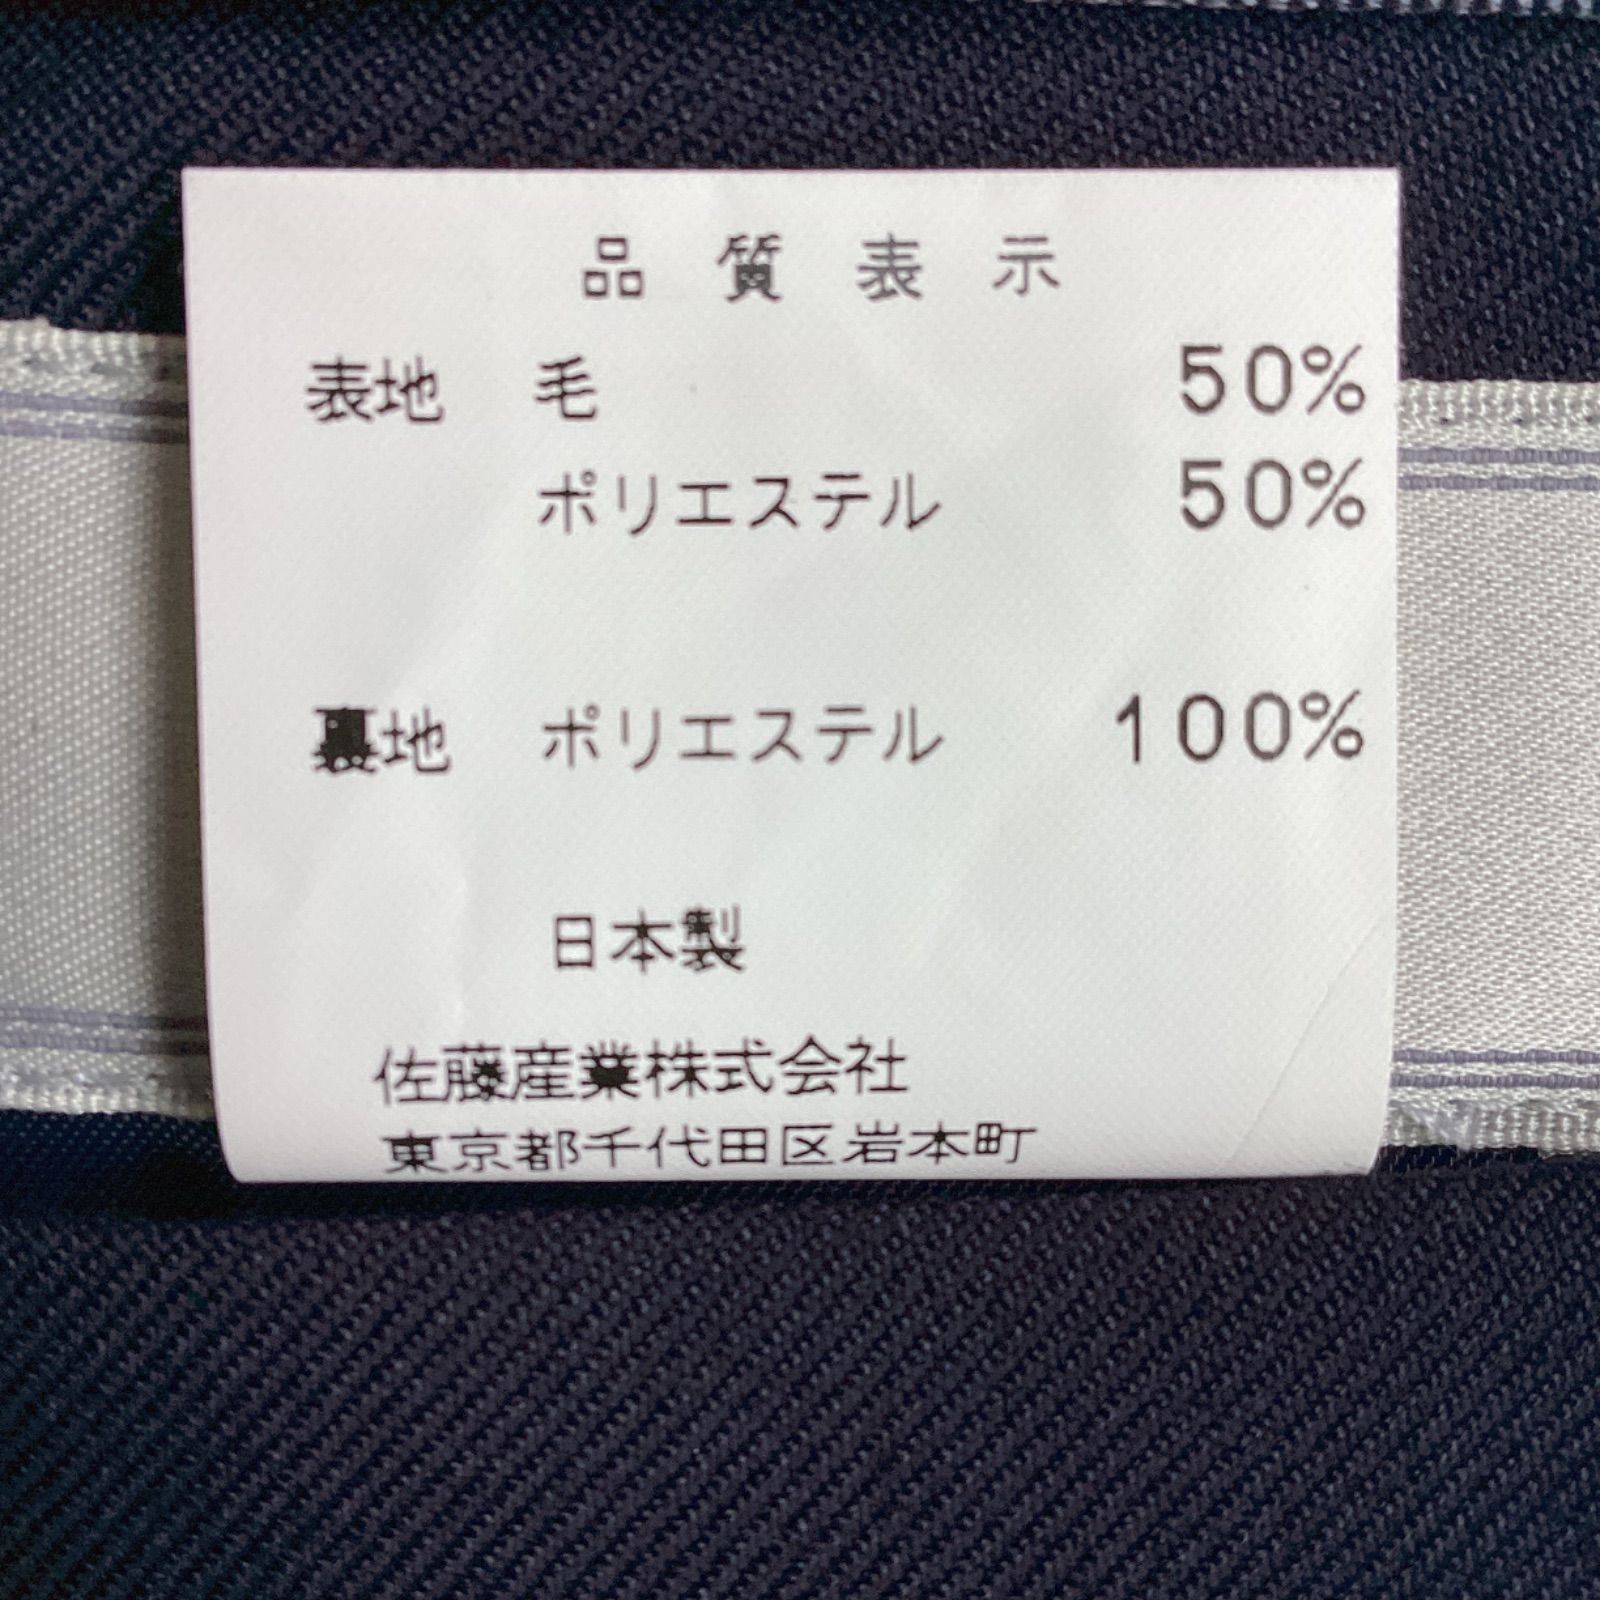 品質表示
表地 毛 50%
ポリエステル 50%
裏地 ポリエステル 100%
日本製
佐藤産業株式会社
東京都千代田区岩本町